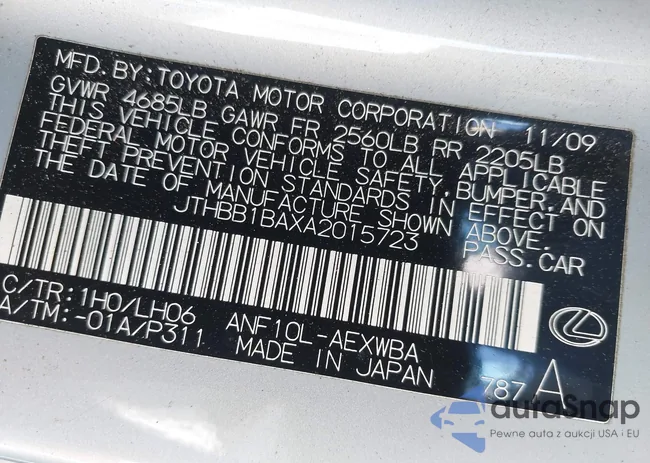 MFD. BY: TOYOTA MOTOR CORPORATION 11/09
GVWR 4685LB GAWR FR 2560LB RR 2205LB
THIS VEHICLE CONFORMS TO ALL APPLICABLE
FEDERAL MOTOR VEHICLE SAFETY, BUMPER, AND
THEFT PREVENTION STANDARDS IN EFFECT ON
THE DATE OF MANUFACTURE SHOWN ABOVE.
JTHBB1BAXA2015723 PASS. CAR
C/TR: 1H0/LH06
A/TM: -01A/P311
ANF10L-AEXWBA
MADE IN JAPAN
787 A
auraSnap
Pewne auta z aukcji USA i EU